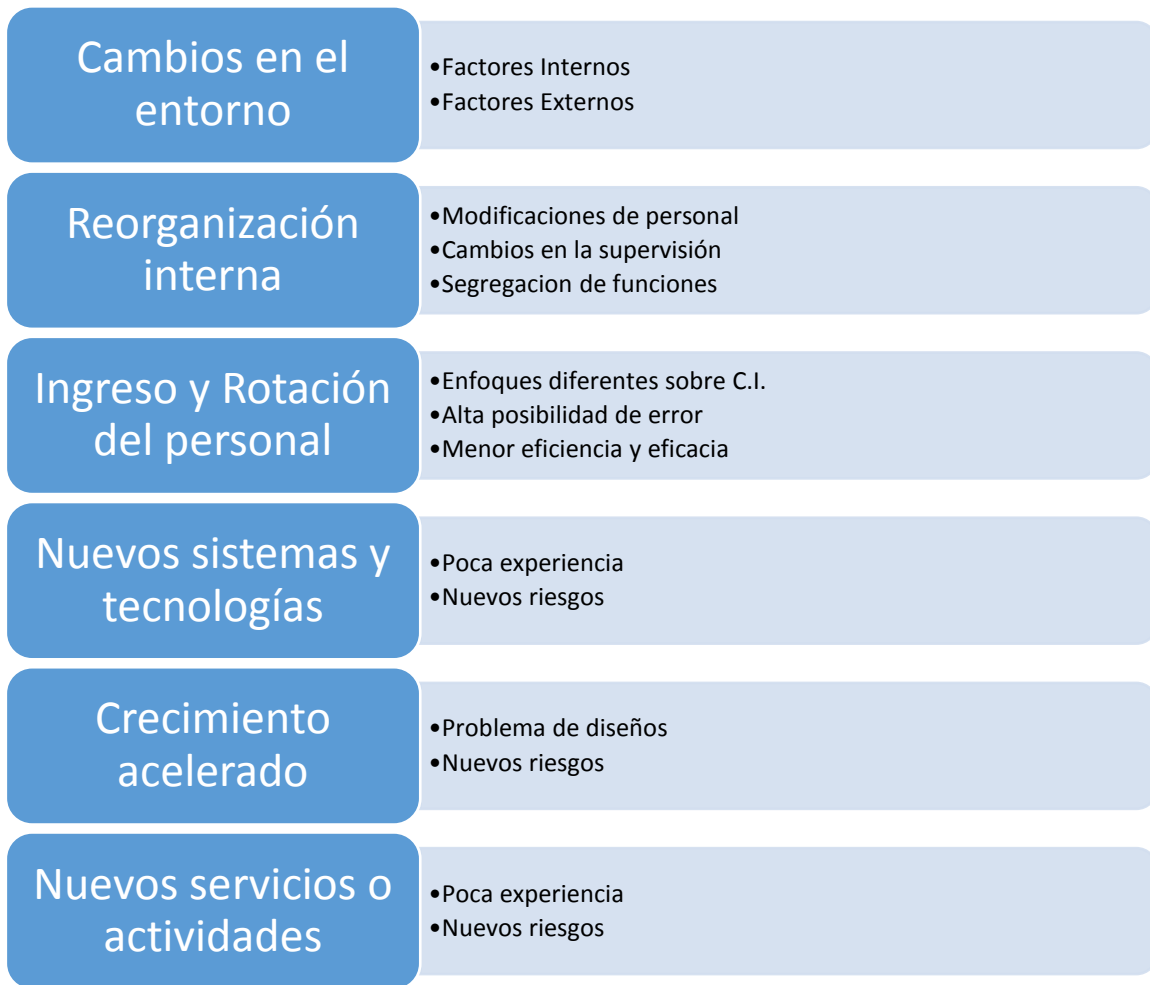 Cambios en el
entorno
•Factores Internos
•Factores Externos
Reorganización
interna
•Modificaciones de personal
•Cambios en la supervisión
•Segregacion de funciones
Ingreso y Rotación
del personal
•Enfoques diferentes sobre C.I.
•Alta posibilidad de error
•Menor eficiencia y eficacia
Nuevos sistemas y
tecnologías
•Poca experiencia
•Nuevos riesgos
Crecimiento
acelerado
•Problema de diseños
•Nuevos riesgos
Nuevos servicios o
actividades
•Poca experiencia
•Nuevos riesgos